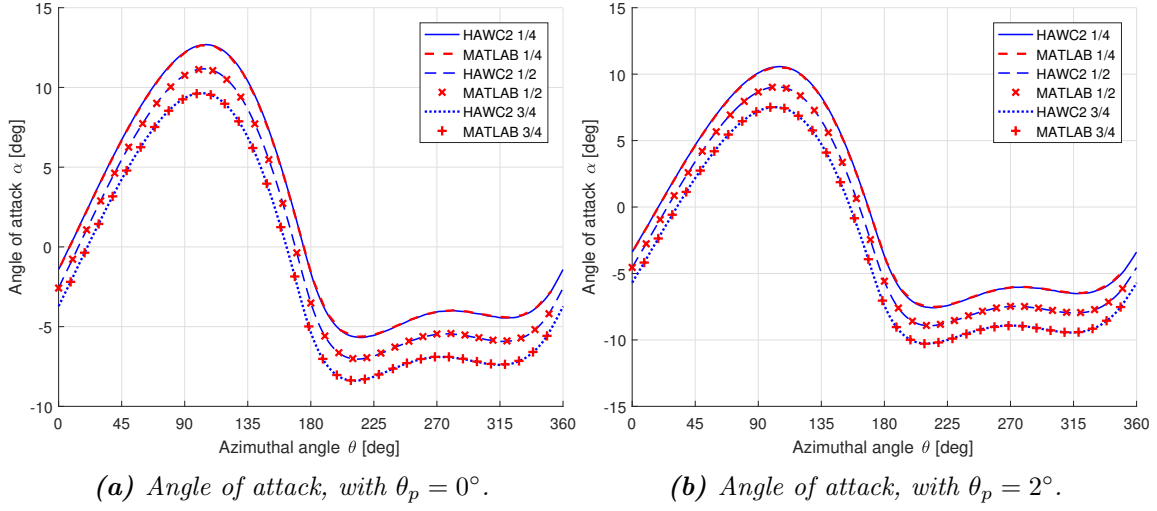 15
10
5
0
-5
-10
0 45 90 135 180 225 270 315 360
Angle of attack α [deg]
Azimuthal angle θ [deg]
HAWC2 1/4
MATLAB 1/4
HAWC2 1/2
MATLAB 1/2
HAWC2 3/4
MATLAB 3/4
(a) Angle of attack, with θp = 0°.
15
10
5
0
-5
-10
-15
0 45 90 135 180 225 270 315 360
Angle of attack α [deg]
Azimuthal angle θ [deg]
HAWC2 1/4
MATLAB 1/4
HAWC2 1/2
MATLAB 1/2
HAWC2 3/4
MATLAB 3/4
(b) Angle of attack, with θp = 2°.